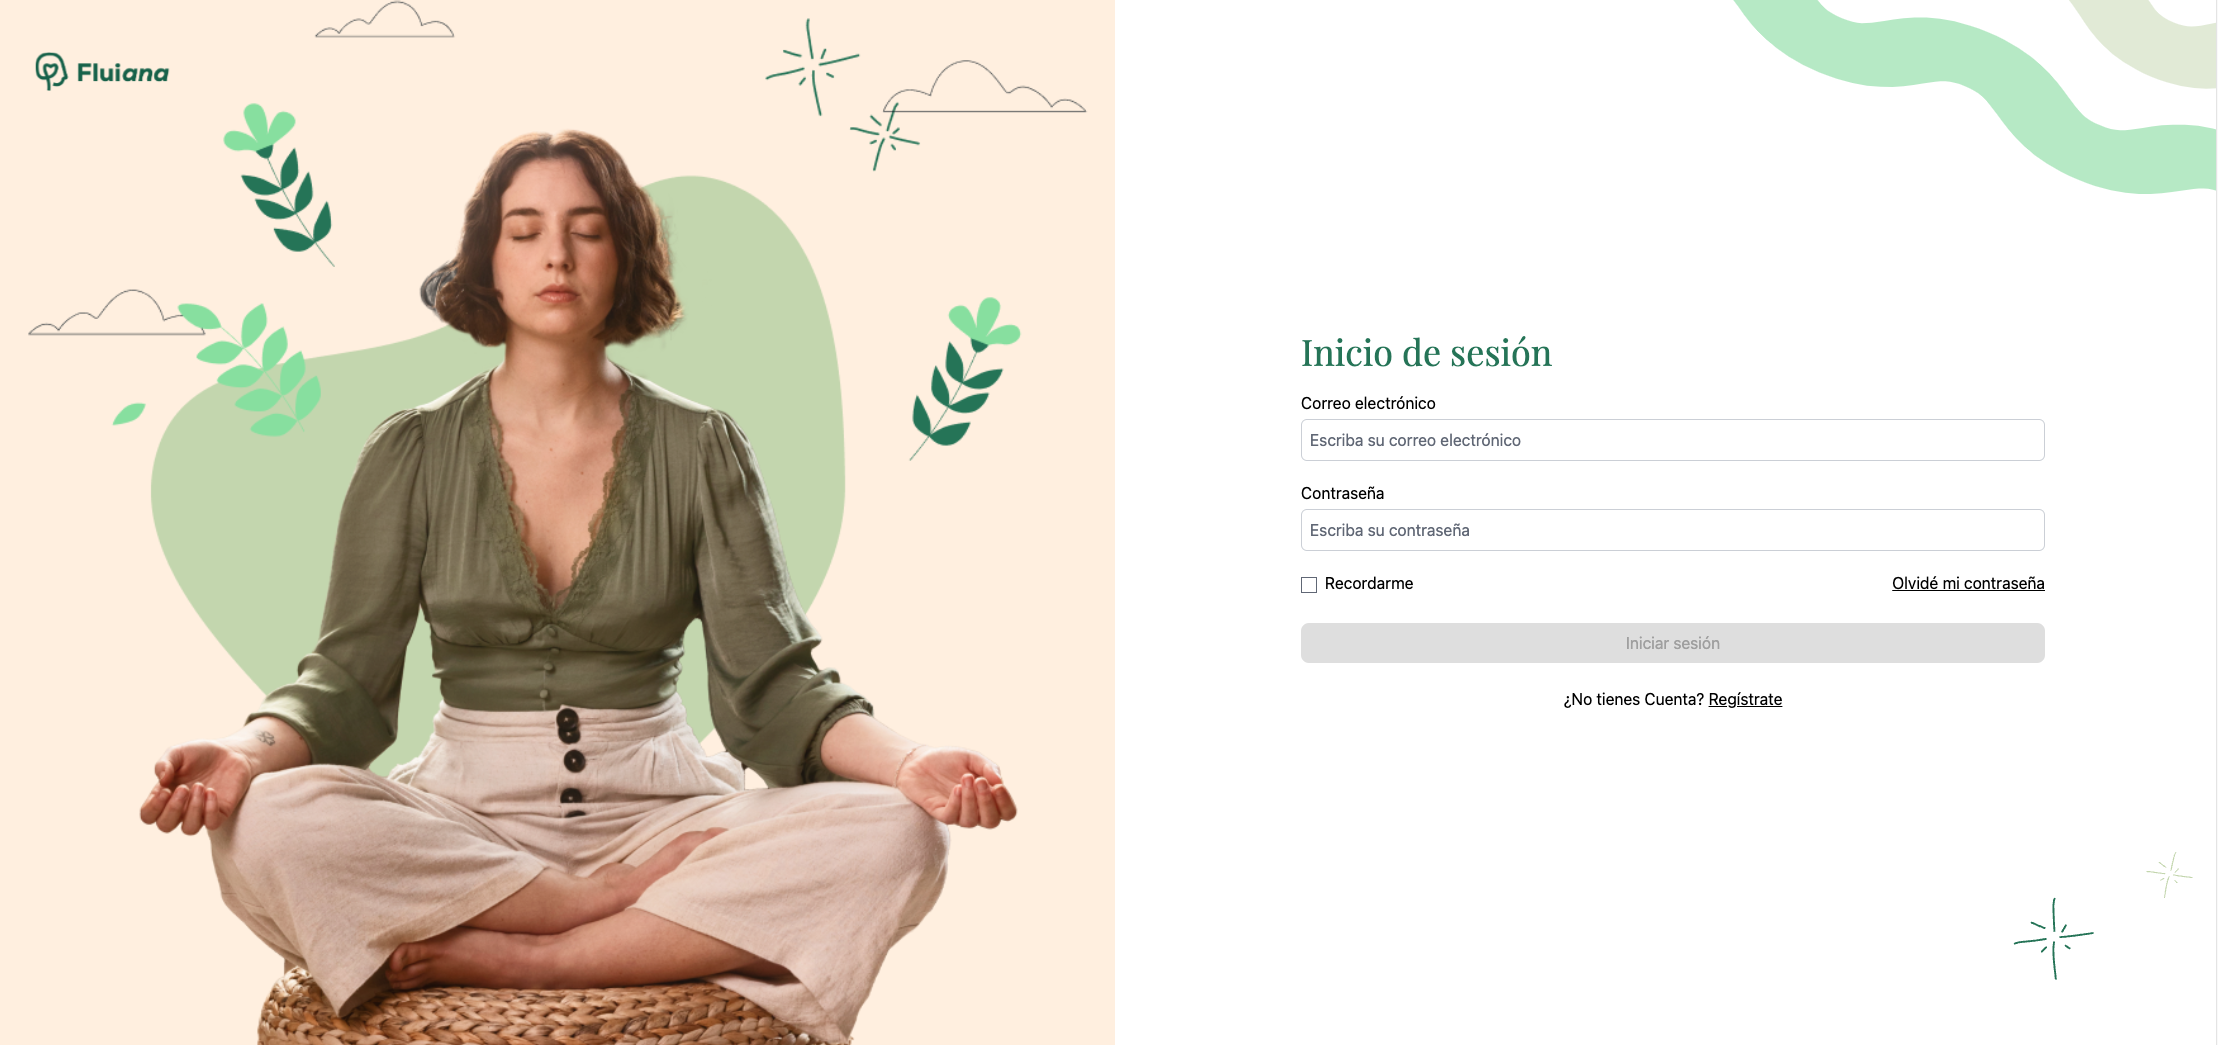 Fluiana
Inicio de sesión
Correo electrónico
Escriba su correo electrónico
Contraseña
Escriba su contraseña
Recordarme
Olvidé mi contraseña
Iniciar sesión
¿No tienes Cuenta? Regístrate